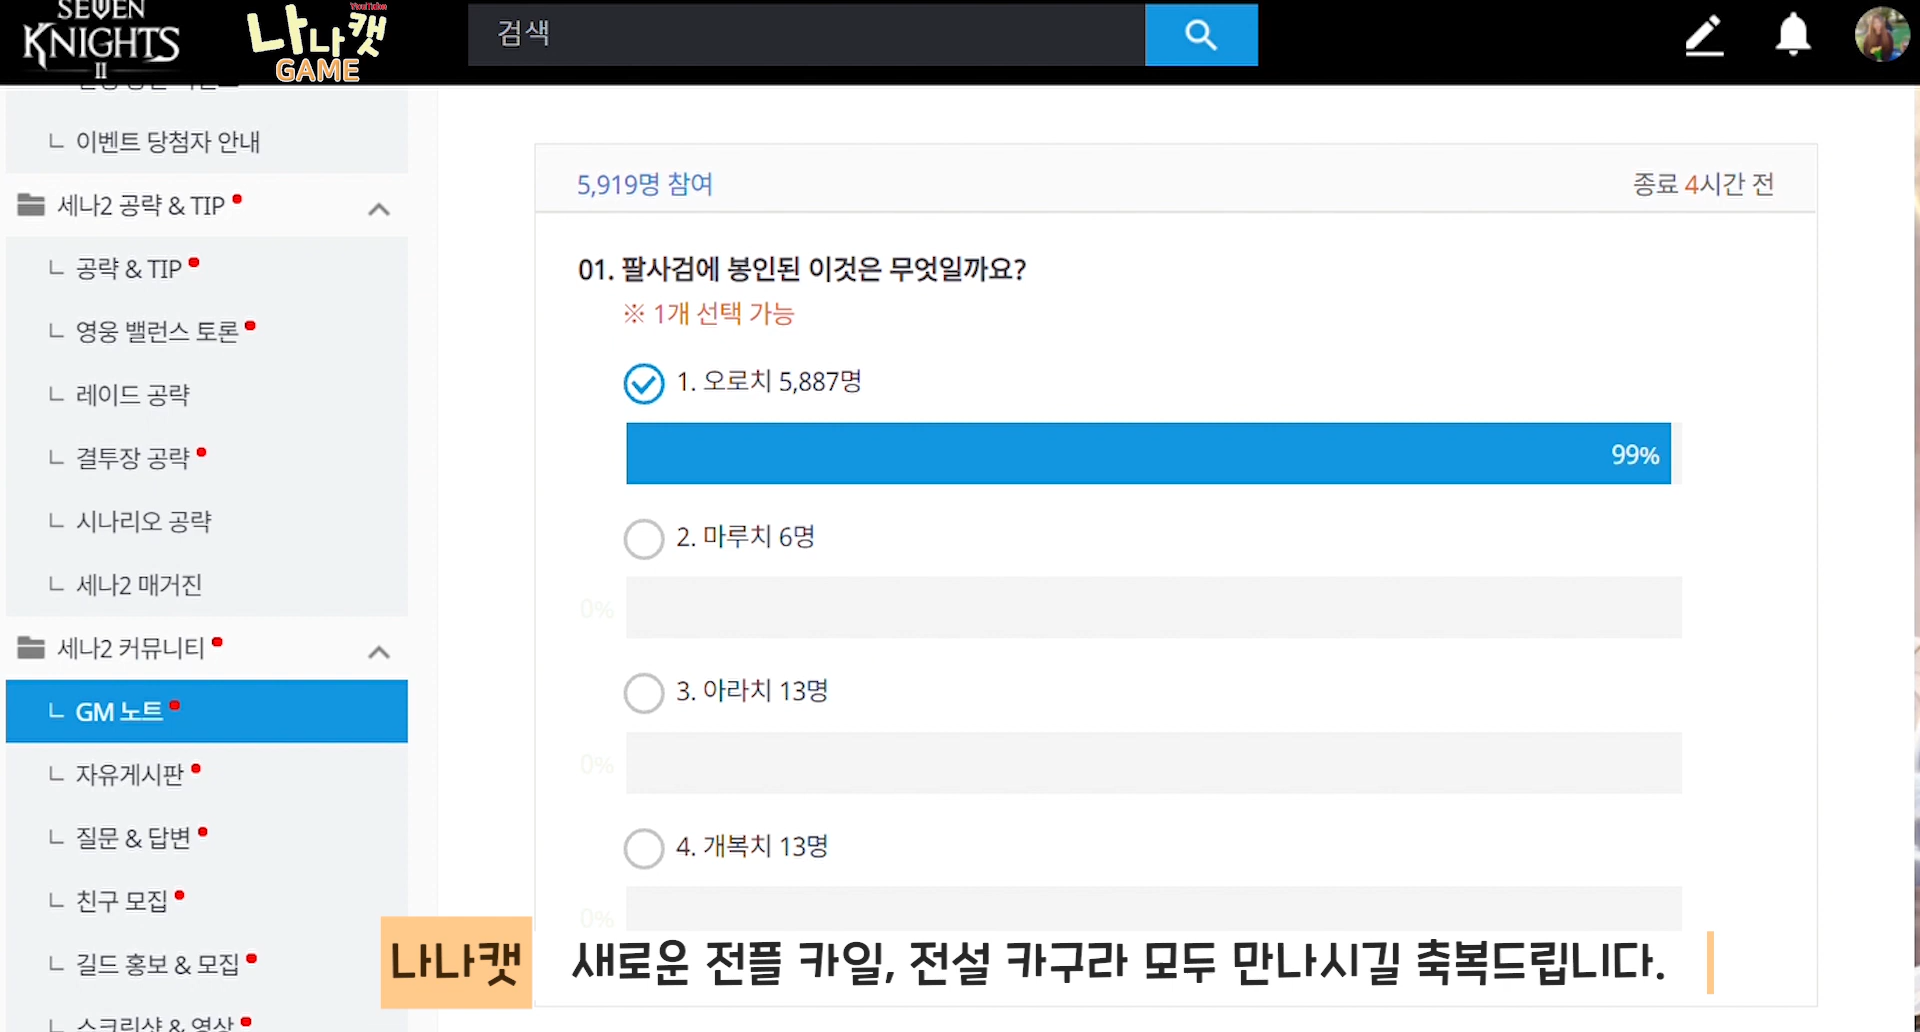 SEVEN
KNIGHTS
II
YouTube
나나캣
GAME
검색
ㄴ 이벤트 당첨자 안내
세나2 공략 & TIP
ㄴ 공략 & TIP
ㄴ 영웅 밸런스 토론
ㄴ 레이드 공략
ㄴ 결투장 공략
ㄴ 시나리오 공략
ㄴ 세나2 매거진
세나2 커뮤니티
ㄴ GM 노트
ㄴ 자유게시판
ㄴ 질문 & 답변
ㄴ 친구 모집
ㄴ 길드 홍보 & 모집
ㄴ 스크린샷 & 영상
5,919명 참여
종료 4시간 전
01. 팔사검에 봉인된 이것은 무엇일까요?
※ 1개 선택 가능
1. 오로치 5,887명
99%
2. 마루치 6명
0%
3. 아라치 13명
0%
4. 개복치 13명
0%
나나캣
새로운 전플 카일, 전설 카구라 모두 만나시길 축복드립니다.